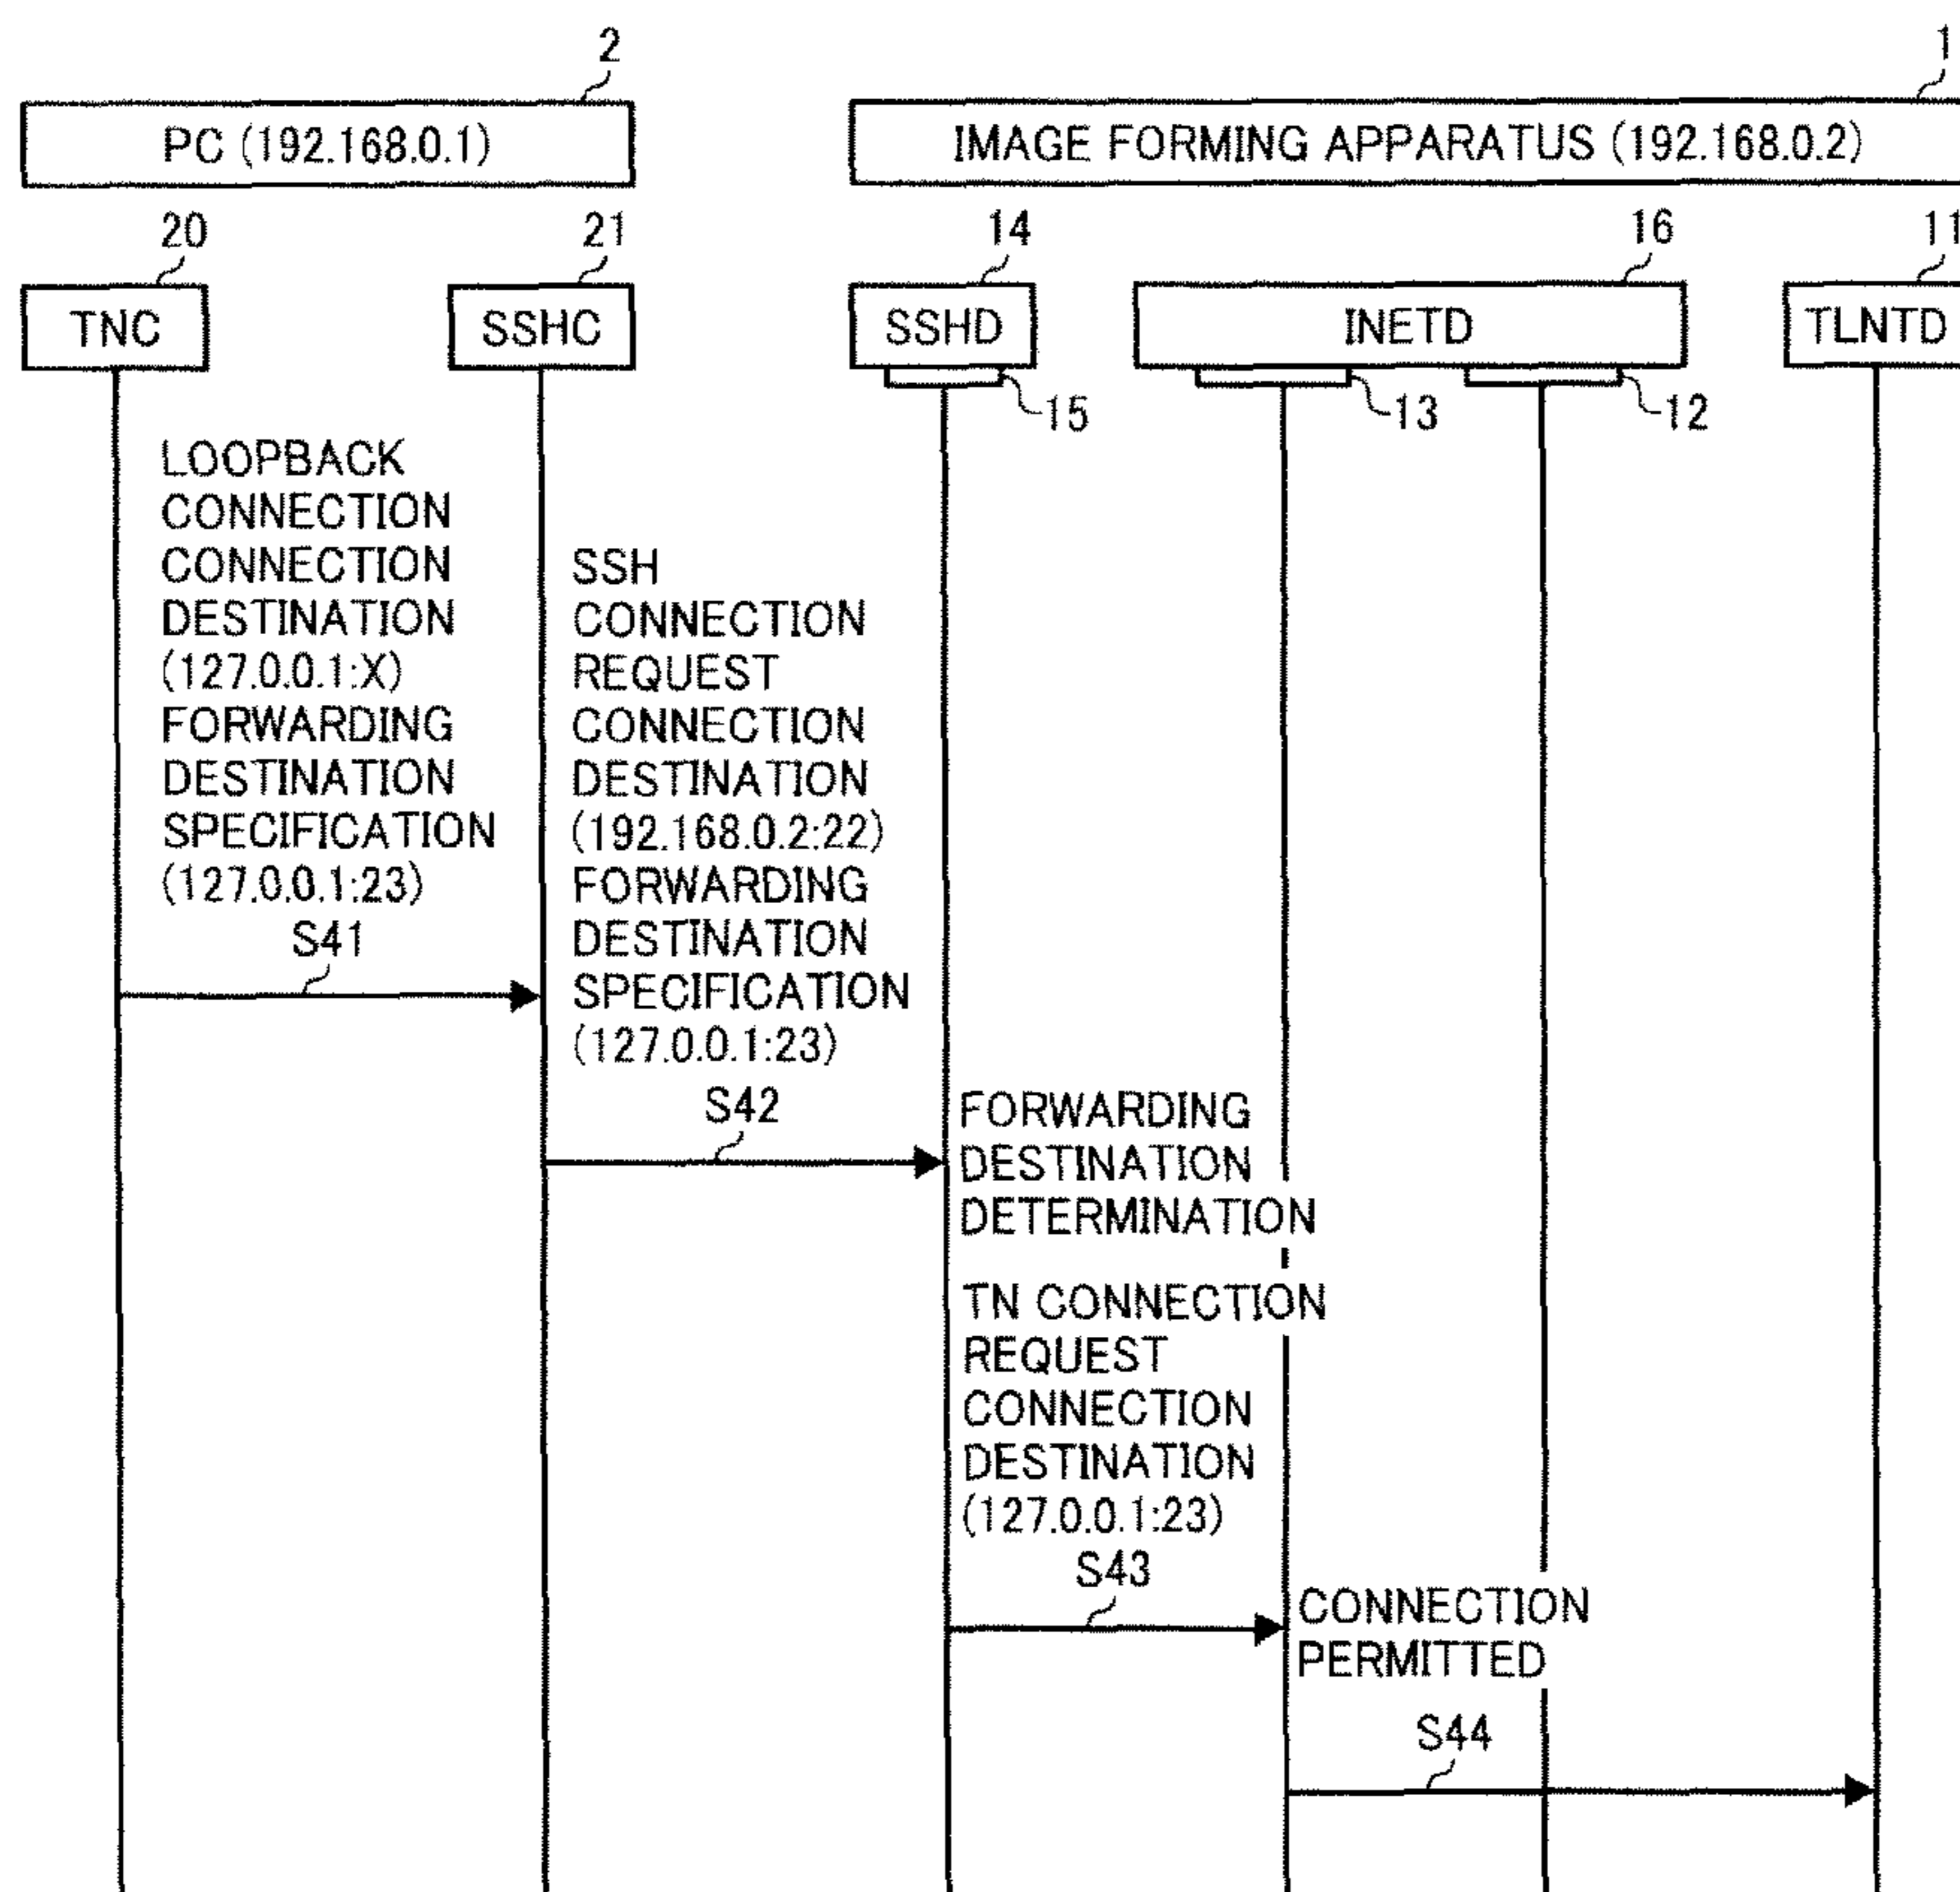 2
1
PC (192.168.0.1)
IMAGE FORMING APPARATUS (192.168.0.2)
20
21
14
16
11
TNC
SSHC
SSHD
INETD
TLNTD
15
13
12
LOOPBACK
CONNECTION
CONNECTION
DESTINATION
(127.0.0.1:X)
FORWARDING
DESTINATION
SPECIFICATION
(127.0.0.1:23)
S41
SSH
CONNECTION
REQUEST
CONNECTION
DESTINATION
(192.168.0.2:22)
FORWARDING
DESTINATION
SPECIFICATION
(127.0.0.1:23)
S42
FORWARDING
DESTINATION
DETERMINATION
TN CONNECTION
REQUEST
CONNECTION
DESTINATION
(127.0.0.1:23)
S43
CONNECTION
PERMITTED
S44